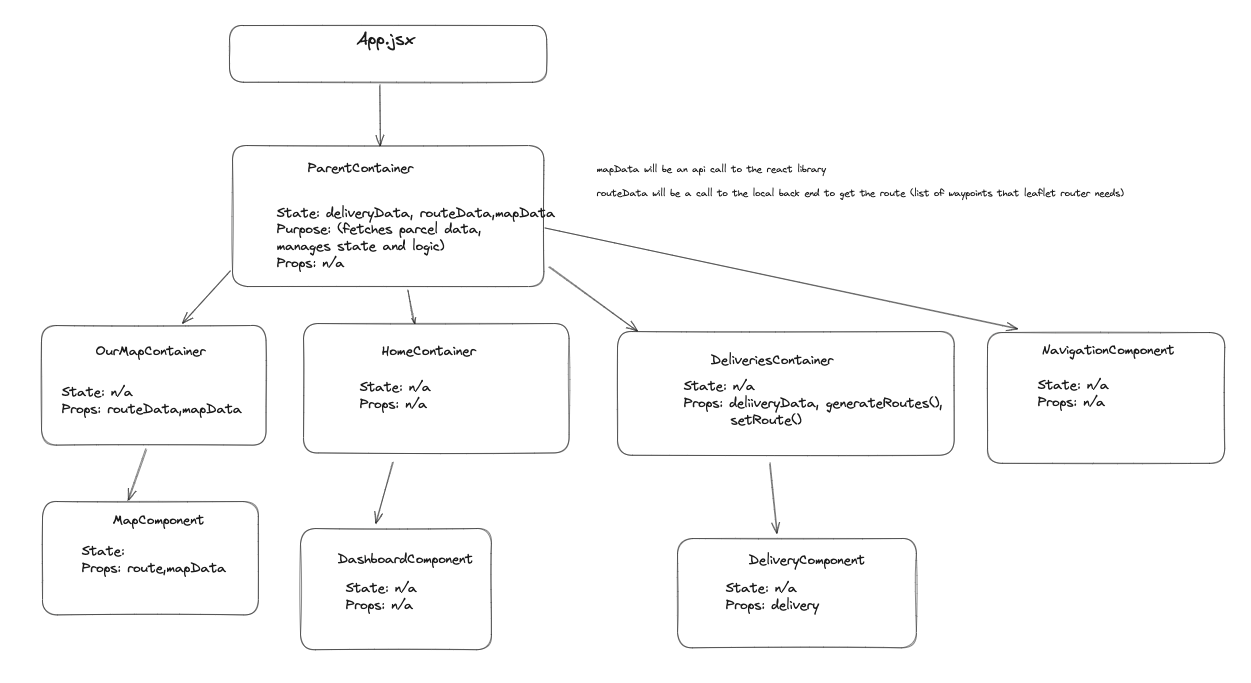 App.jsx
ParentContainer
State: deliveryData, routeData,mapData
Purpose: (fetches parcel data,
manages state and logic)
Props: n/a
mapData will be an api call to the react library
routeData will be a call to the local back end to get the route (list of waypoints that leaflet router needs)
OurMapContainer
State: n/a
Props: routeData,mapData
HomeContainer
State: n/a
Props: n/a
DeliveriesContainer
State: n/a
Props: deliiveryData, generateRoutes(),
setRoute()
NavigationComponent
State: n/a
Props: n/a
MapComponent
State:
Props: route,mapData
DashboardComponent
State: n/a
Props: n/a
DeliveryComponent
State: n/a
Props: delivery